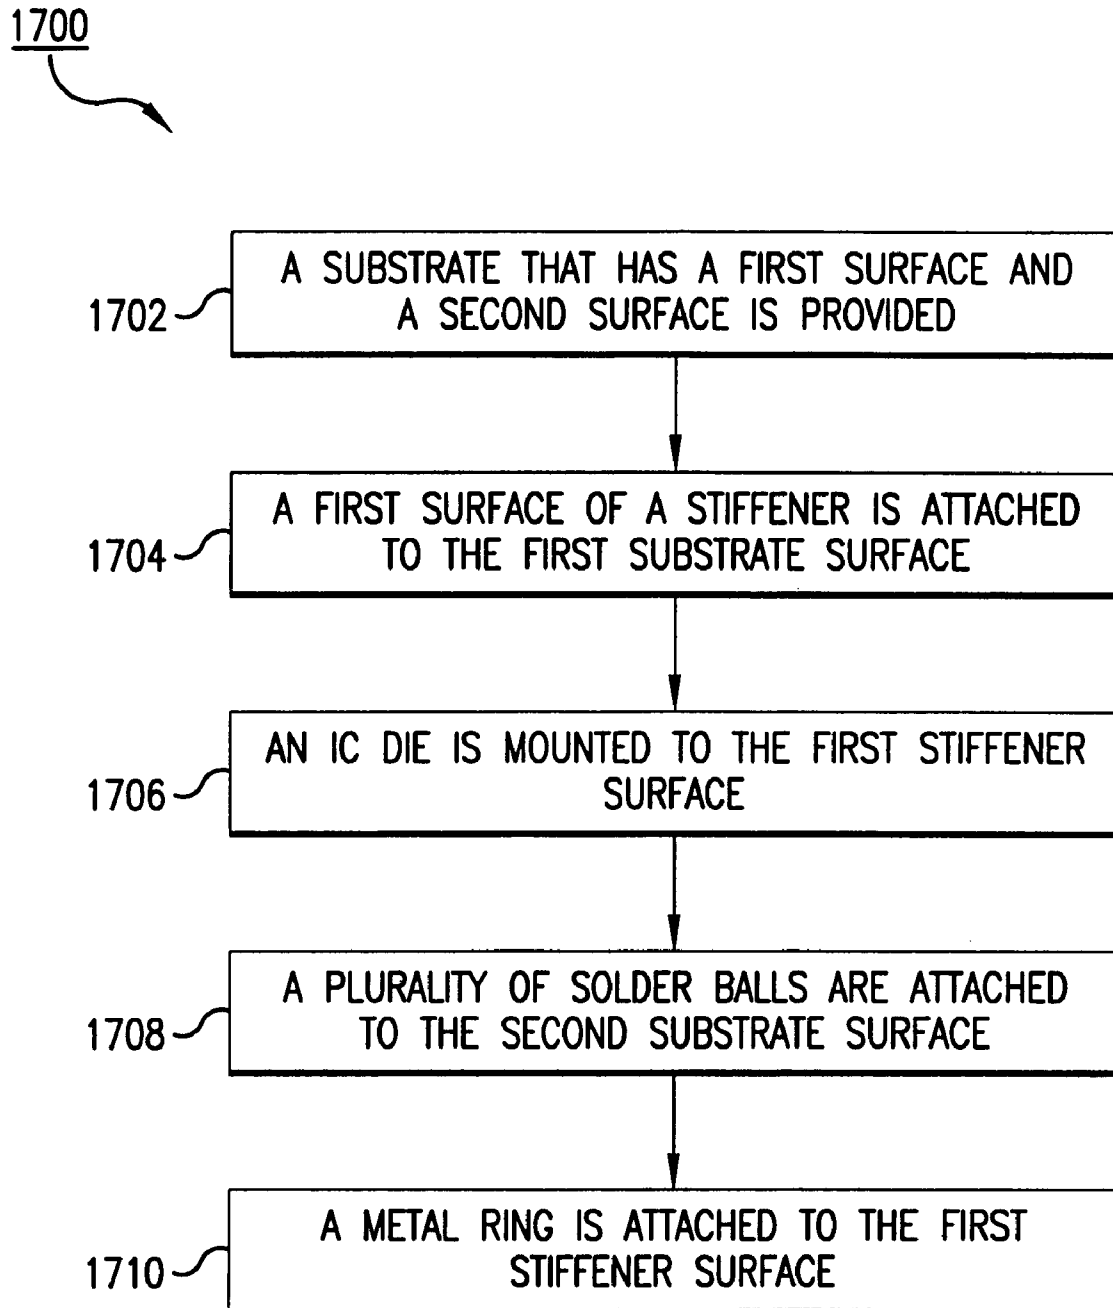 1700
A SUBSTRATE THAT HAS A FIRST SURFACE AND
A SECOND SURFACE IS PROVIDED
1702
A FIRST SURFACE OF A STIFFENER IS ATTACHED
TO THE FIRST SUBSTRATE SURFACE
1704
AN IC DIE IS MOUNTED TO THE FIRST STIFFENER
SURFACE
1706
A PLURALITY OF SOLDER BALLS ARE ATTACHED
TO THE SECOND SUBSTRATE SURFACE
1708
A METAL RING IS ATTACHED TO THE FIRST
STIFFENER SURFACE
1710